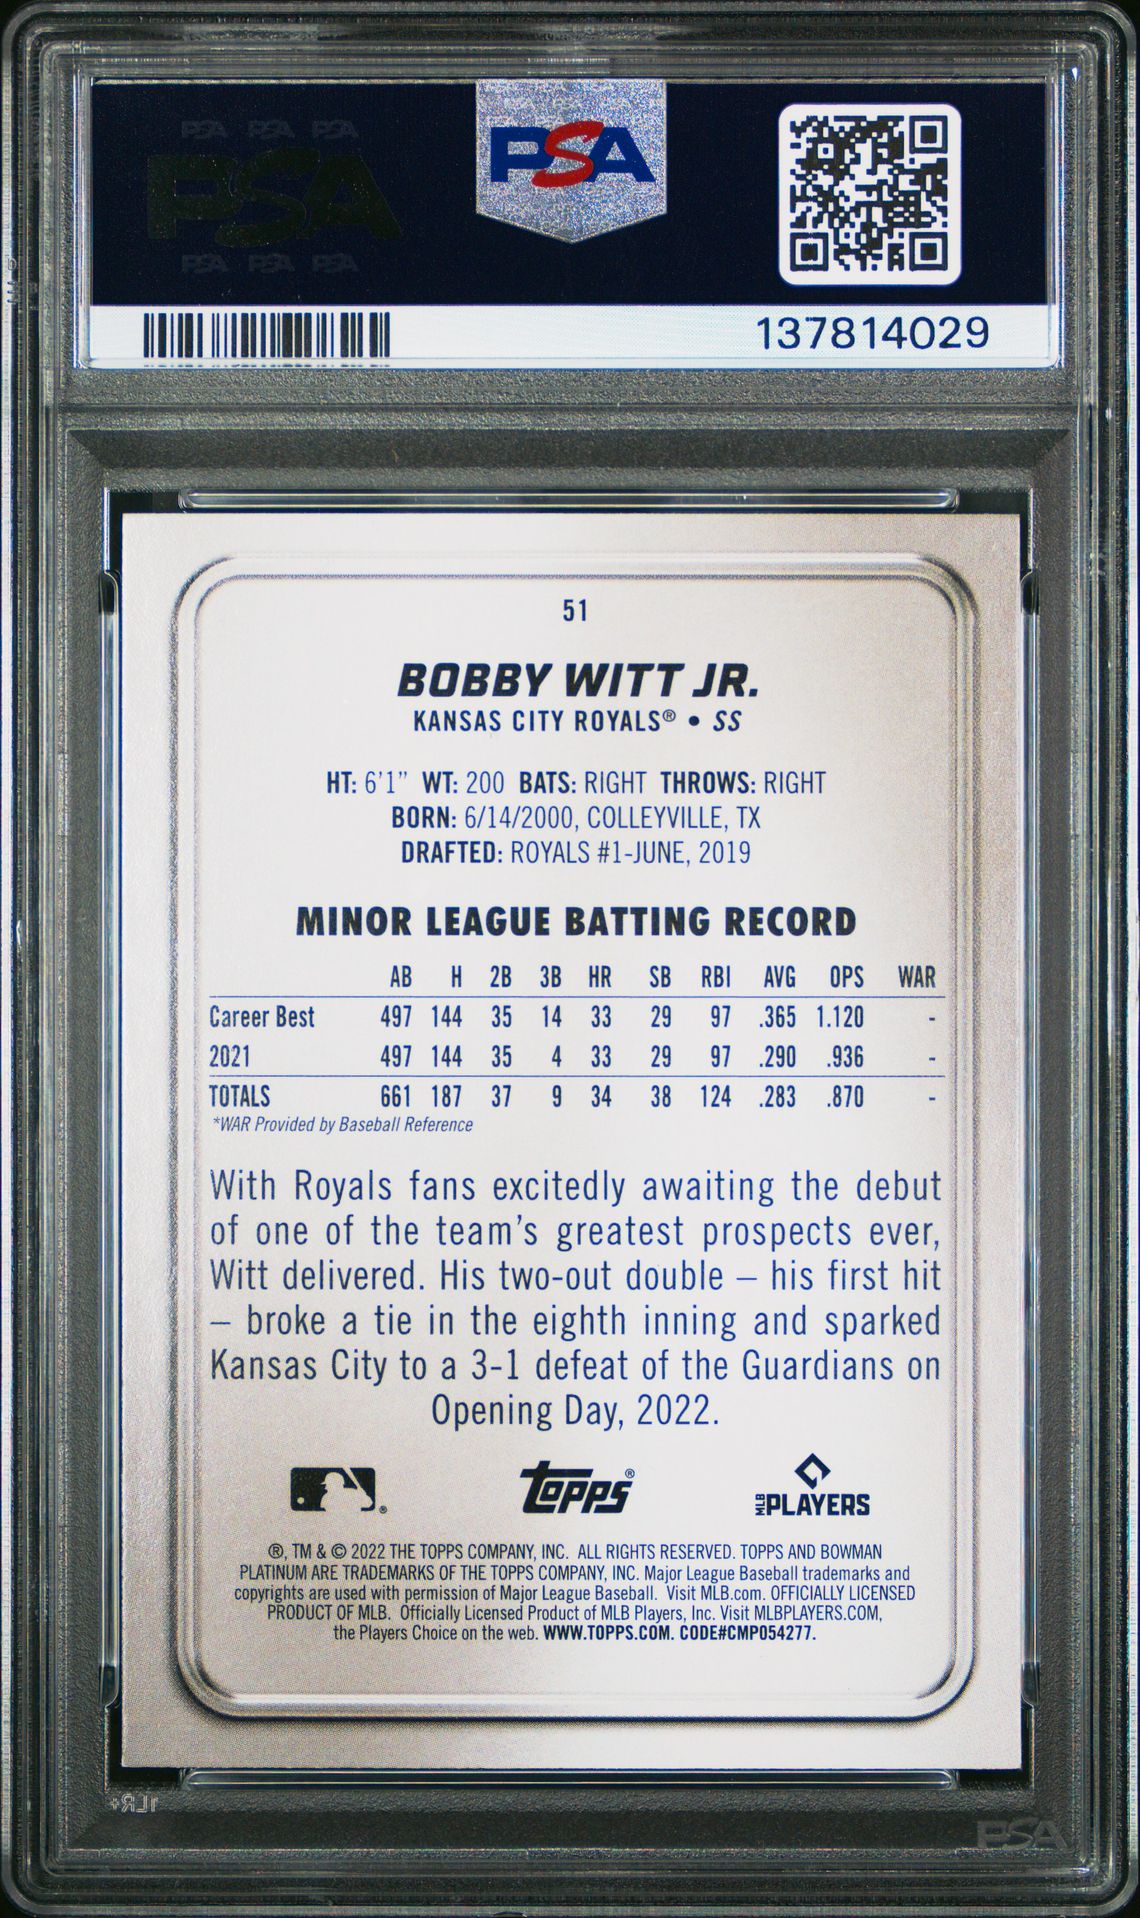 PSA PSA PSA
PSA
PSA PSA PSA
PSA
137814029
51
BOBBY WITT JR.
KANSAS CITY ROYALS® • SS
HT: 6'1" WT: 200 BATS: RIGHT THROWS: RIGHT
BORN: 6/14/2000, COLLEYVILLE, TX
DRAFTED: ROYALS #1-JUNE, 2019
MINOR LEAGUE BATTING RECORD
AB H 2B 3B HR SB RBI AVG OPS WAR
Career Best 497 144 35 14 33 29 97 .365 1.120 -
2021 497 144 35 4 33 29 97 .290 .936 -
TOTALS 661 187 37 9 34 38 124 .283 .870 -
*WAR Provided by Baseball Reference
With Royals fans excitedly awaiting the debut
of one of the team's greatest prospects ever,
Witt delivered. His two-out double – his first hit
– broke a tie in the eighth inning and sparked
Kansas City to a 3-1 defeat of the Guardians on
Opening Day, 2022.
®
Topps®
MLB PLAYERS
®, TM & © 2022 THE TOPPS COMPANY, INC. ALL RIGHTS RESERVED. TOPPS AND BOWMAN
PLATINUM ARE TRADEMARKS OF THE TOPPS COMPANY, INC. Major League Baseball trademarks and
copyrights are used with permission of Major League Baseball. Visit MLB.com. OFFICIALLY LICENSED
PRODUCT OF MLB. Officially Licensed Product of MLB Players, Inc. Visit MLBPLAYERS.COM,
the Players Choice on the web. WWW.TOPPS.COM. CODE#CMP054277.
1LR+
PSA